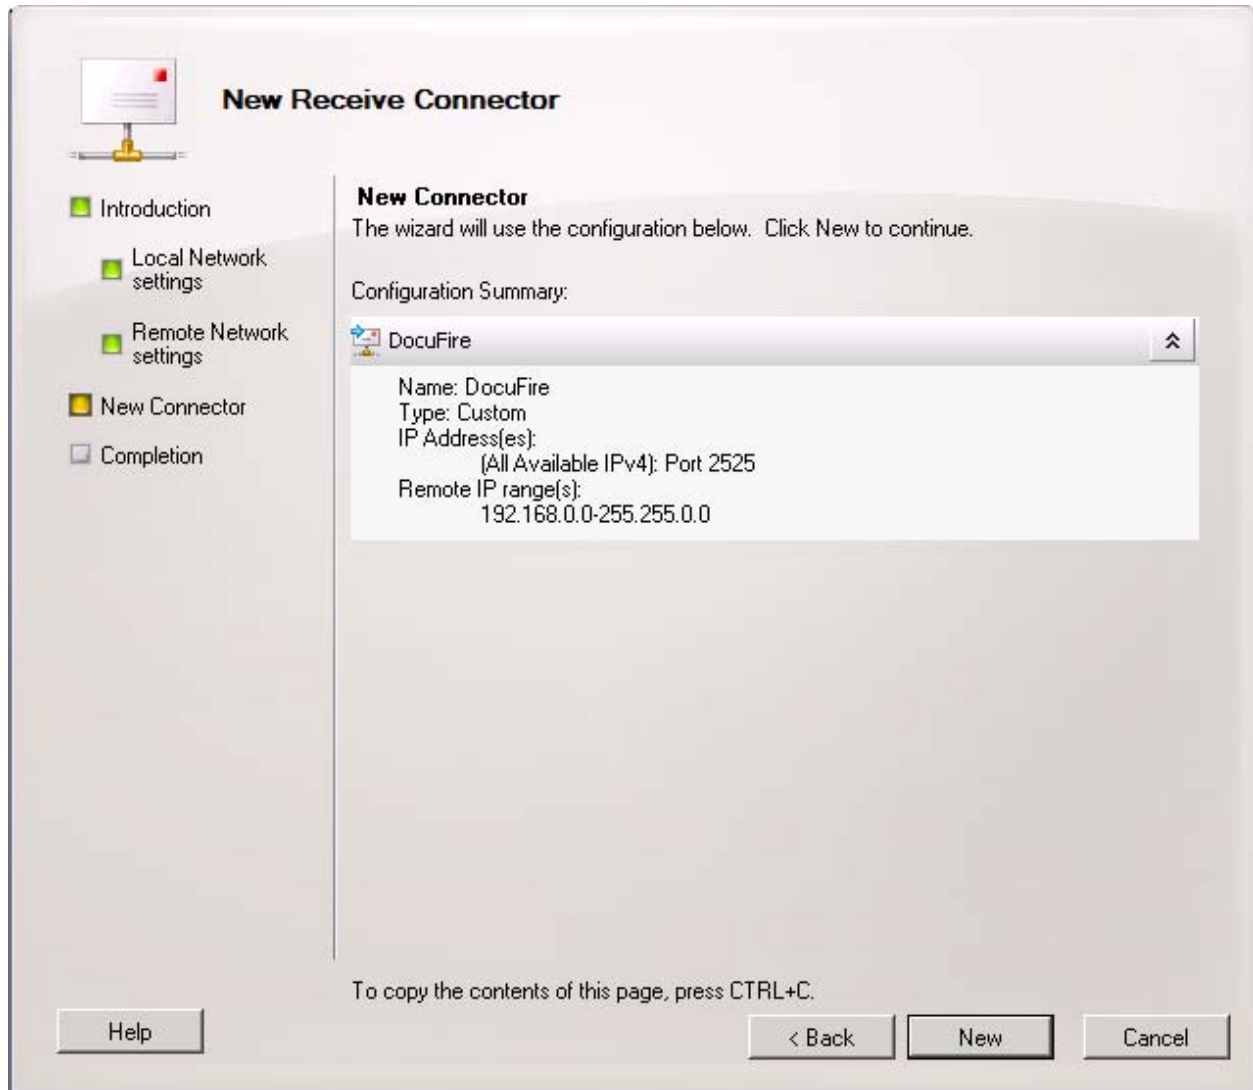 New Receive Connector
Introduction
Local Network
settings
Remote Network
settings
New Connector
Completion
New Connector
The wizard will use the configuration below.  Click New to continue.
Configuration Summary:
DocuFire
Name: DocuFire
Type: Custom
IP Address(es):
(All Available IPv4): Port 2525
Remote IP range(s):
192.168.0.0-255.255.0.0
To copy the contents of this page, press CTRL+C.
Help
< Back
New
Cancel